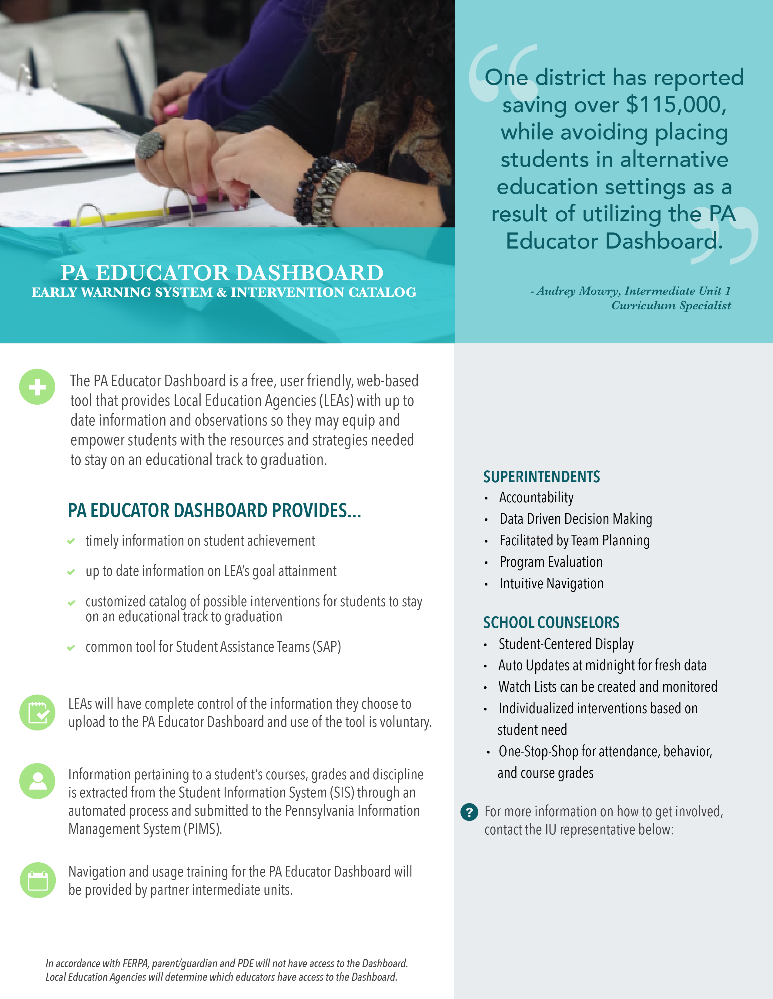 One district has reported
saving over $115,000,
while avoiding placing
students in alternative
education settings as a
result of utilizing the PA
Educator Dashboard.
- Audrey Mowry, Intermediate Unit 1
Curriculum Specialist
PA EDUCATOR DASHBOARD
EARLY WARNING SYSTEM & INTERVENTION CATALOG
The PA Educator Dashboard is a free, user friendly, web-based
tool that provides Local Education Agencies (LEAs) with up to
date information and observations so they may equip and
empower students with the resources and strategies needed
to stay on an educational track to graduation.
PA EDUCATOR DASHBOARD PROVIDES...
timely information on student achievement
up to date information on LEA's goal attainment
customized catalog of possible interventions for students to stay
on an educational track to graduation
common tool for Student Assistance Teams (SAP)
LEAs will have complete control of the information they choose to
upload to the PA Educator Dashboard and use of the tool is voluntary.
Information pertaining to a student's courses, grades and discipline
is extracted from the Student Information System (SIS) through an
automated process and submitted to the Pennsylvania Information
Management System (PIMS).
Navigation and usage training for the PA Educator Dashboard will
be provided by partner intermediate units.
In accordance with FERPA, parent/guardian and PDE will not have access to the Dashboard.
Local Education Agencies will determine which educators have access to the Dashboard.
SUPERINTENDENTS
• Accountability
• Data Driven Decision Making
• Facilitated by Team Planning
• Program Evaluation
• Intuitive Navigation
SCHOOL COUNSELORS
• Student-Centered Display
• Auto Updates at midnight for fresh data
• Watch Lists can be created and monitored
• Individualized interventions based on
student need
• One-Stop-Shop for attendance, behavior,
and course grades
? For more information on how to get involved,
contact the IU representative below: